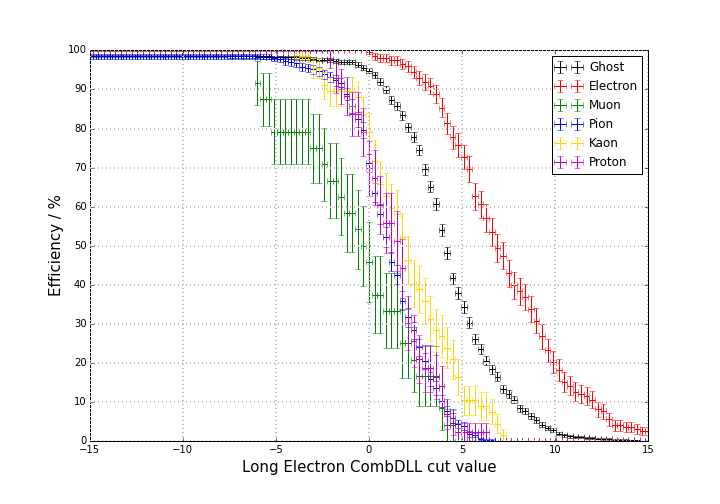 100
90
80
70
60
50
40
30
20
10
0
Efficiency / %
−15 −10 −5 0 5 10 15
Long Electron CombDLL cut value
Ghost
Electron
Muon
Pion
Kaon
Proton